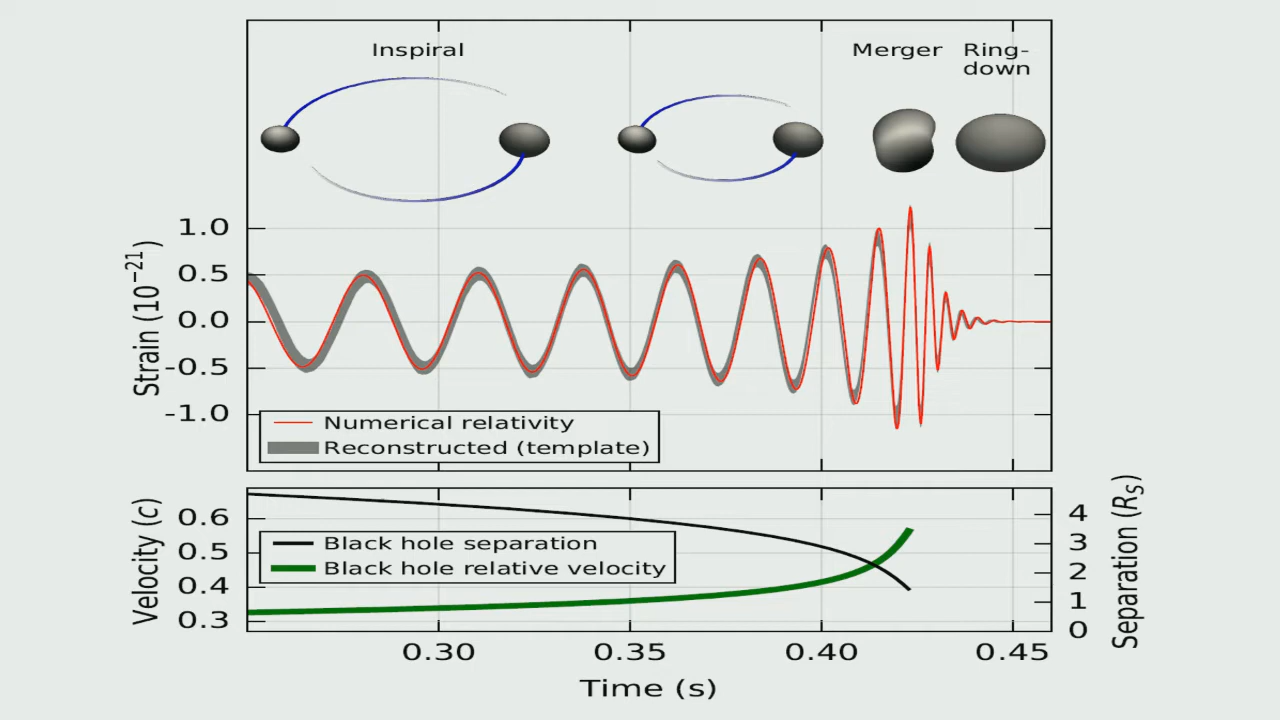 Inspiral
Merger
Ring-
down
Strain (10⁻²¹)
1.0
0.5
0.0
-0.5
-1.0
Numerical relativity
Reconstructed (template)
Velocity (c)
0.6
0.5
0.4
0.3
Black hole separation
Black hole relative velocity
4
3
2
1
0
Separation (R_S)
0.30
0.35
0.40
0.45
Time (s)